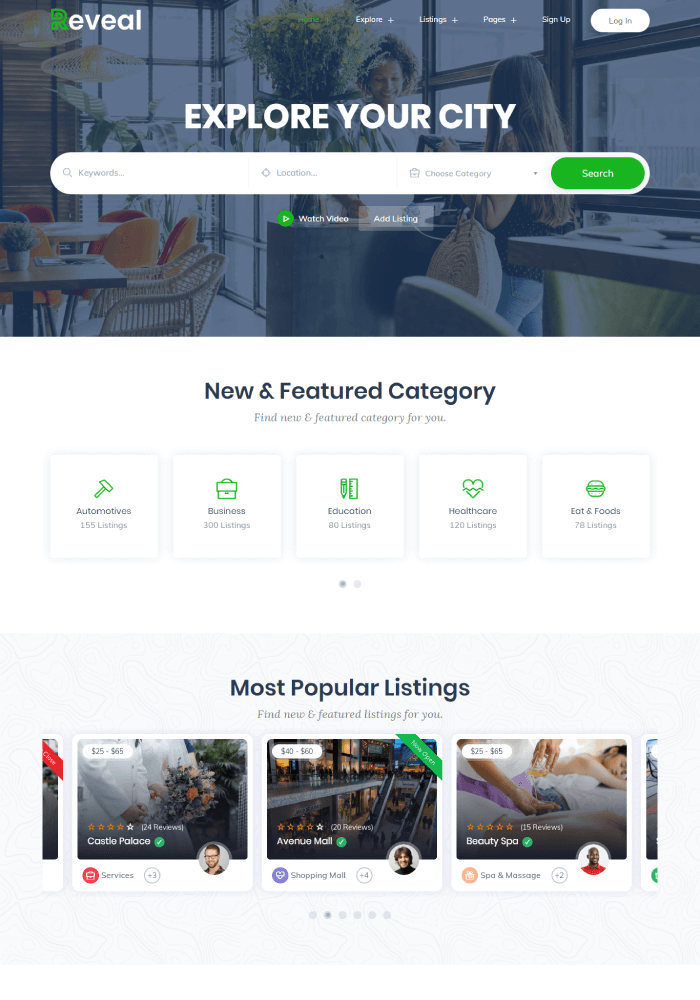 Reveal
Home +
Explore +
Listings +
Pages +
Sign Up
Log In
EXPLORE YOUR CITY
Keywords...
Location...
Choose Category
Search
Watch Video
Add Listing
New & Featured Category
Find new & featured category for you.
Automotives
155 Listings
Business
300 Listings
Education
80 Listings
Healthcare
120 Listings
Eat & Foods
78 Listings
Most Popular Listings
Find new & featured listings for you.
Close
$25 - $65
(24 Reviews)
Castle Palace
Services
+3
$40 - $60
Now Open
(20 Reviews)
Avenue Mall
Shopping Mall
+4
$25 - $65
(15 Reviews)
Beauty Spa
Spa & Massage
+2